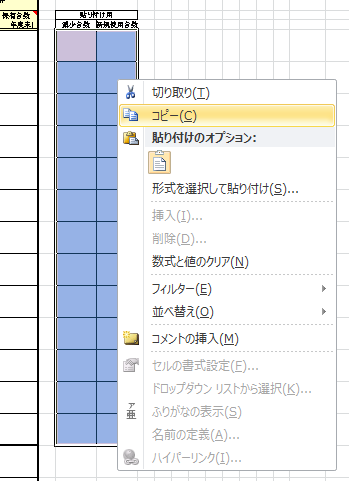 保有台数
年度末)
貼り付け用
減少台数 新規使用台数
切り取り(T)
コピー(C)
貼り付けのオプション:
形式を選択して貼り付け(S)...
挿入(I)...
削除(D)...
数式と値のクリア(N)
フィルター(E)
並べ替え(O)
コメントの挿入(M)
セルの書式設定(F)...
ドロップダウン リストから選択(K)...
ア亜 ふりがなの表示(S)
名前の定義(A)...
ハイパーリンク(I)...